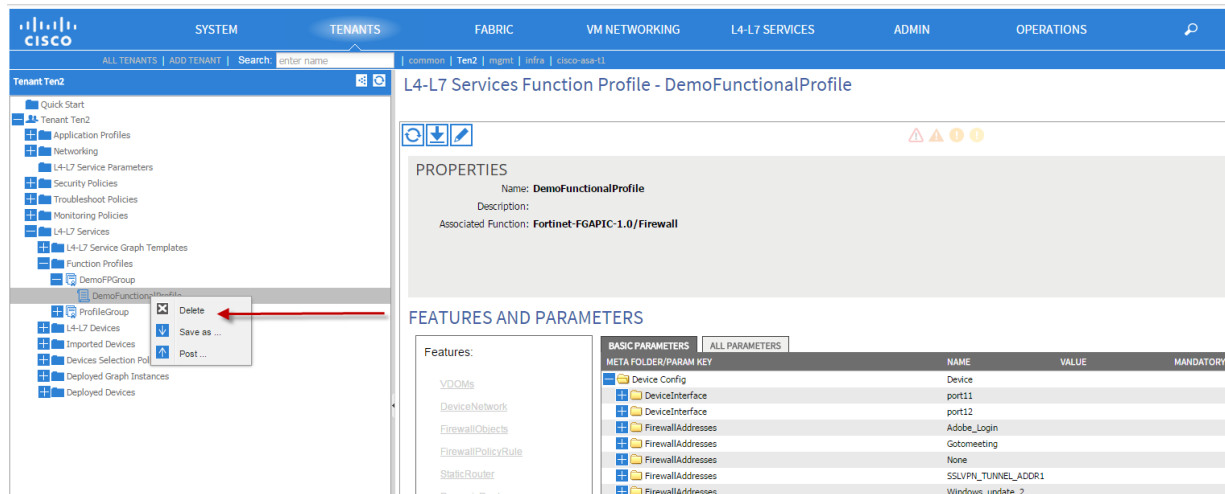 CISCO
SYSTEM TENANTS FABRIC VM NETWORKING L4-L7 SERVICES ADMIN OPERATIONS
ALL TENANTS | ADD TENANT | Search: enter name | common | Ten2 | mgmt | infra | cisco-asa-t1
Tenant Ten2
Quick Start
Tenant Ten2
Application Profiles
Networking
L4-L7 Service Parameters
Security Policies
Troubleshoot Policies
Monitoring Policies
L4-L7 Services
L4-L7 Service Graph Templates
Function Profiles
DemoFPGroup
DemoFunctionalProfile
ProfileGroup
L4-L7 Devices
Imported Devices
Devices Selection Pol
Deployed Graph Instances
Deployed Devices
Delete
Save as ...
Post ...
L4-L7 Services Function Profile - DemoFunctionalProfile
PROPERTIES
Name: DemoFunctionalProfile
Description:
Associated Function: Fortinet-FGAPIC-1.0/Firewall
FEATURES AND PARAMETERS
Features:
VDOMs
DeviceNetwork
FirewallObjects
FirewallPolicyRule
StaticRouter
BASIC PARAMETERS ALL PARAMETERS
META FOLDER/PARAM KEY NAME VALUE MANDATORY
Device Config Device
DeviceInterface port11
DeviceInterface port12
FirewallAddresses Adobe_Login
FirewallAddresses Gotomeeting
FirewallAddresses None
FirewallAddresses SSLVPN_TUNNEL_ADDR1
FirewallAddresses Windows_update_2